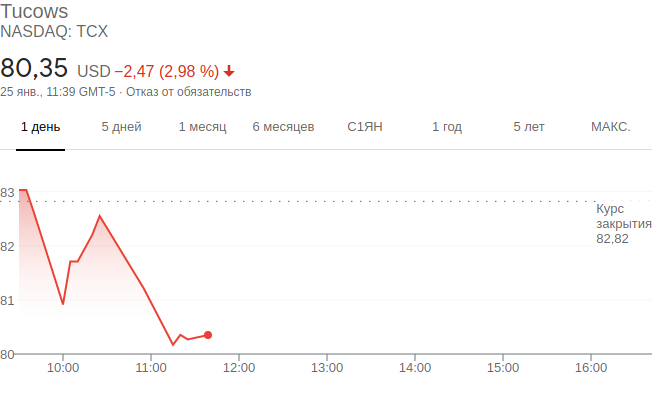 Tucows
NASDAQ: TCX
80,35 USD −2,47 (2,98 %)
25 янв., 11:39 GMT-5 · Отказ от обязательств
1 день 5 дней 1 месяц 6 месяцев С1ЯН 1 год 5 лет МАКС.
83
Курс
закрытия
82,82
82
81
80
10:00 11:00 12:00 13:00 14:00 15:00 16:00